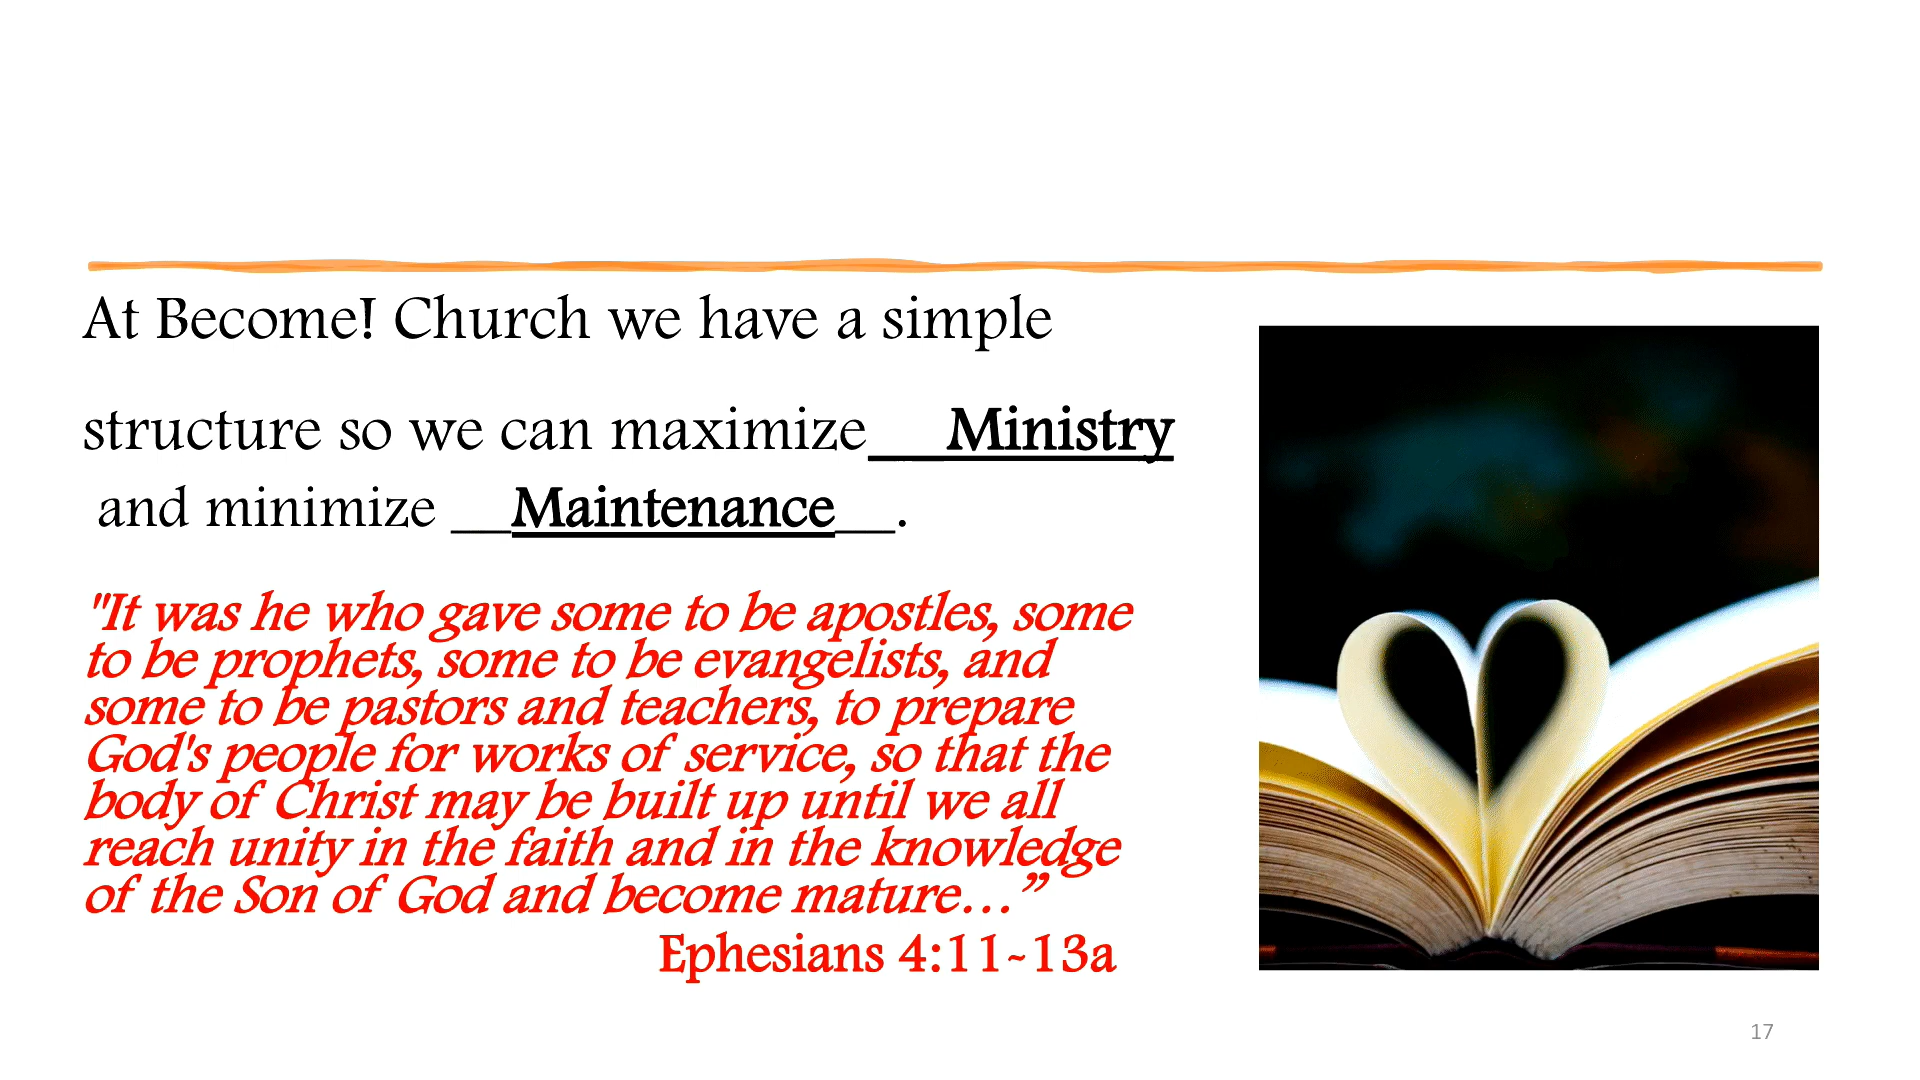 At Become! Church we have a simple
structure so we can maximize___Ministry
and minimize __Maintenance__.
"It was he who gave some to be apostles, some
to be prophets, some to be evangelists, and
some to be pastors and teachers, to prepare
God's people for works of service, so that the
body of Christ may be built up until we all
reach unity in the faith and in the knowledge
of the Son of God and become mature…”
Ephesians 4:11~13a
17